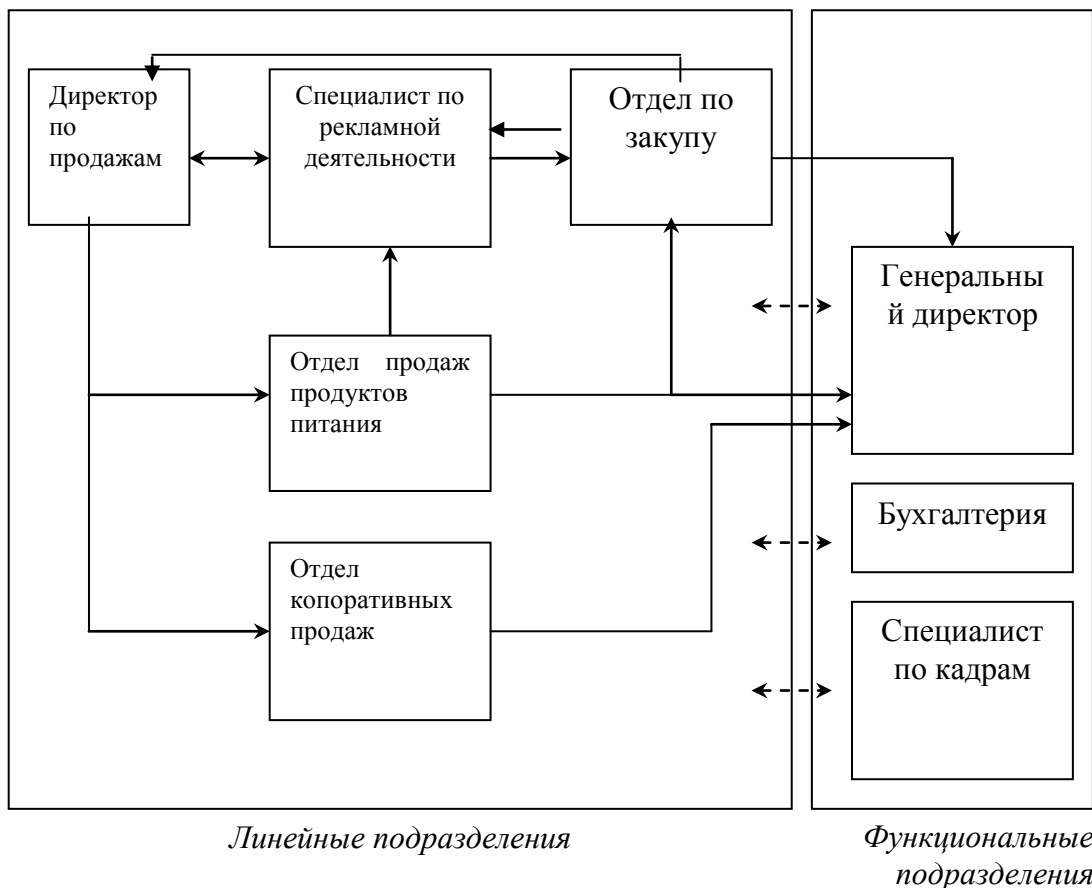 Директор
по
продажам
Специалист по
рекламной
деятельности
Отдел по
закупу
Генеральны
й директор
Отдел продаж
продуктов
питания
Бухгалтерия
Отдел
копоративных
продаж
Специалист
по кадрам
Линейные подразделения
Функциональные
подразделения